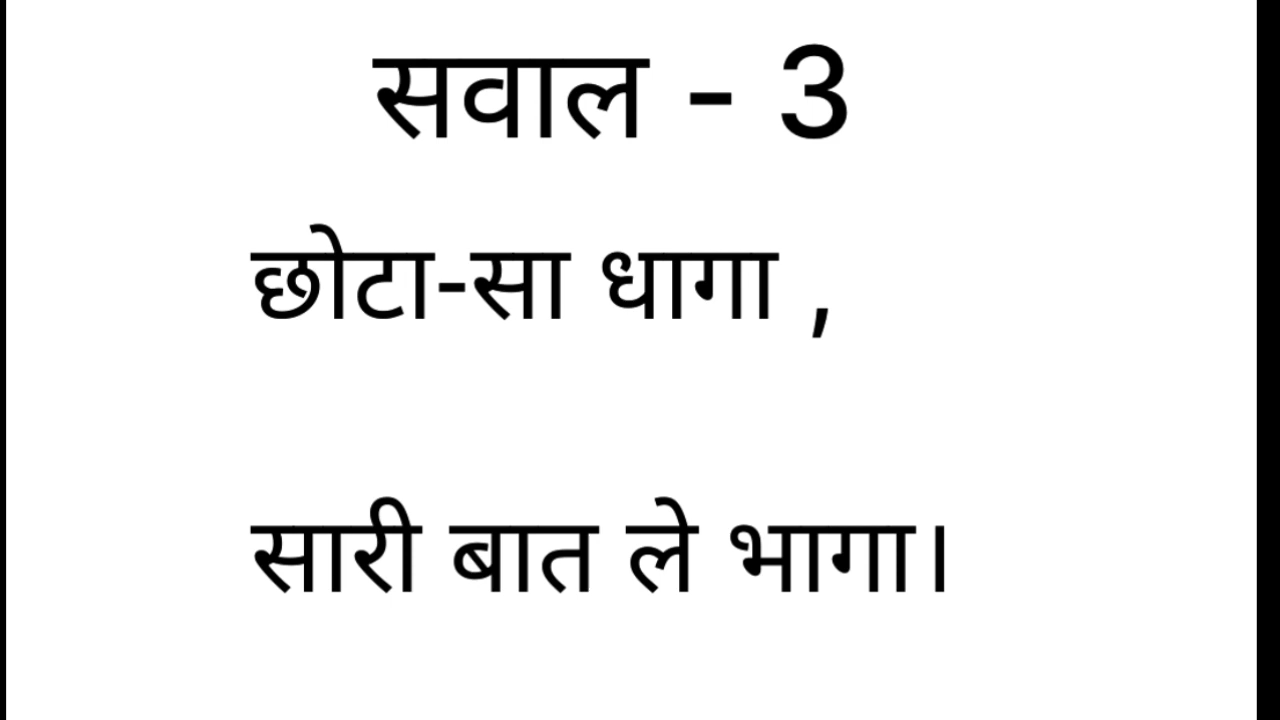 सवाल - 3
छोटा-सा धागा ,
सारी बात ले भागा।